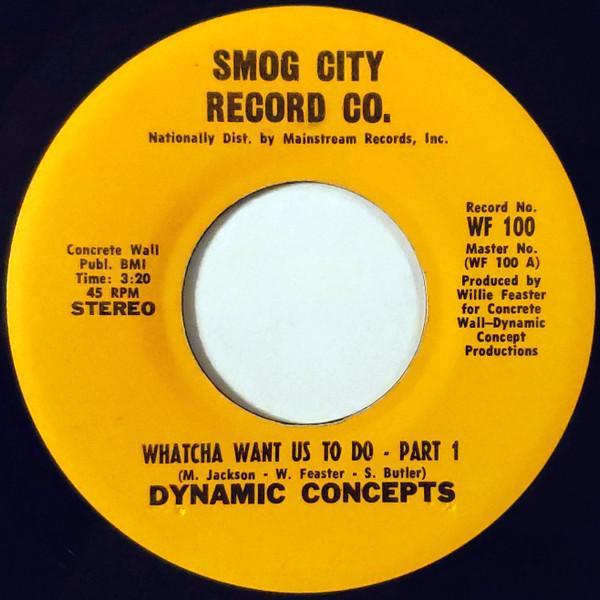 SMOG CITY
RECORD CO.
Nationally Dist. by Mainstream Records, Inc.
Concrete Wall
Publ. BMI
Time: 3:20
45 RPM
STEREO
Record No.
WF 100
Master No.
(WF 100 A)
Produced by
Willie Feaster
for Concrete
Wall—Dynamic
Concept
Productions
WHATCHA WANT US TO DO - PART 1
(M. Jackson - W. Feaster - S. Butler)
DYNAMIC CONCEPTS